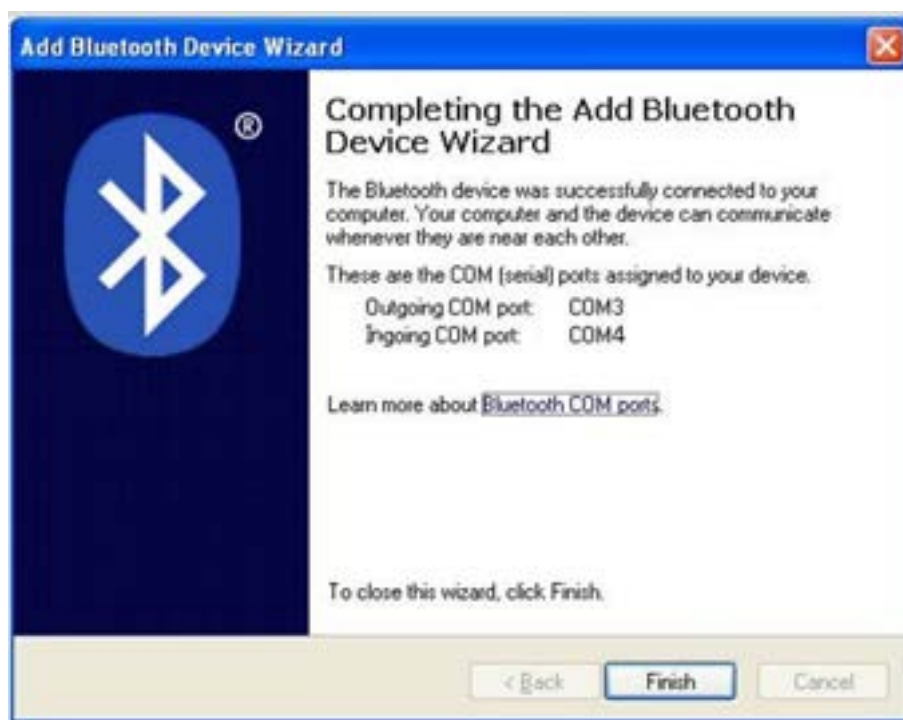 Add Bluetooth Device Wizard
®
Completing the Add Bluetooth
Device Wizard
The Bluetooth device was successfully connected to your
computer. Your computer and the device can communicate
whenever they are near each other.
These are the COM (serial) ports assigned to your device.
Outgoing COM port: COM3
Ingoing COM port: COM4
Learn more about Bluetooth COM ports.
To close this wizard, click Finish.
< Back Finish Cancel